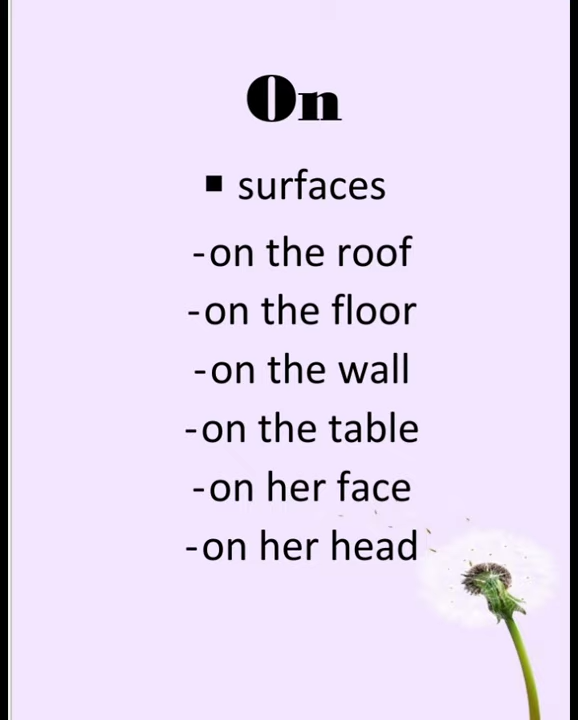 On
▪ surfaces
-on the roof
-on the floor
-on the wall
-on the table
-on her face
-on her head